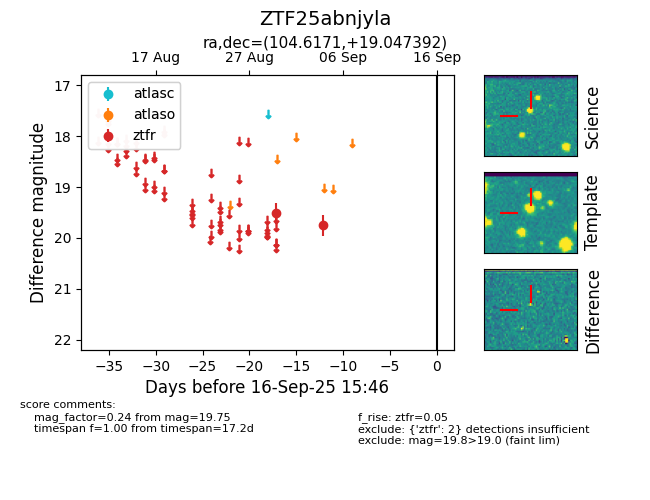 ZTF25abnjyla
ra,dec=(104.6171,+19.047392)
17 Aug 27 Aug 06 Sep 16 Sep
atlasc
atlaso
ztfr
17
18
19
20
21
22
Difference magnitude
−35 −30 −25 −20 −15 −10 −5 0
Days before 16-Sep-25 15:46
Science
Template
Difference
score comments:
mag_factor=0.24 from mag=19.75
timespan f=1.00 from timespan=17.2d
f_rise: ztfr=0.05
exclude: {'ztfr': 2} detections insufficient
exclude: mag=19.8>19.0 (faint lim)